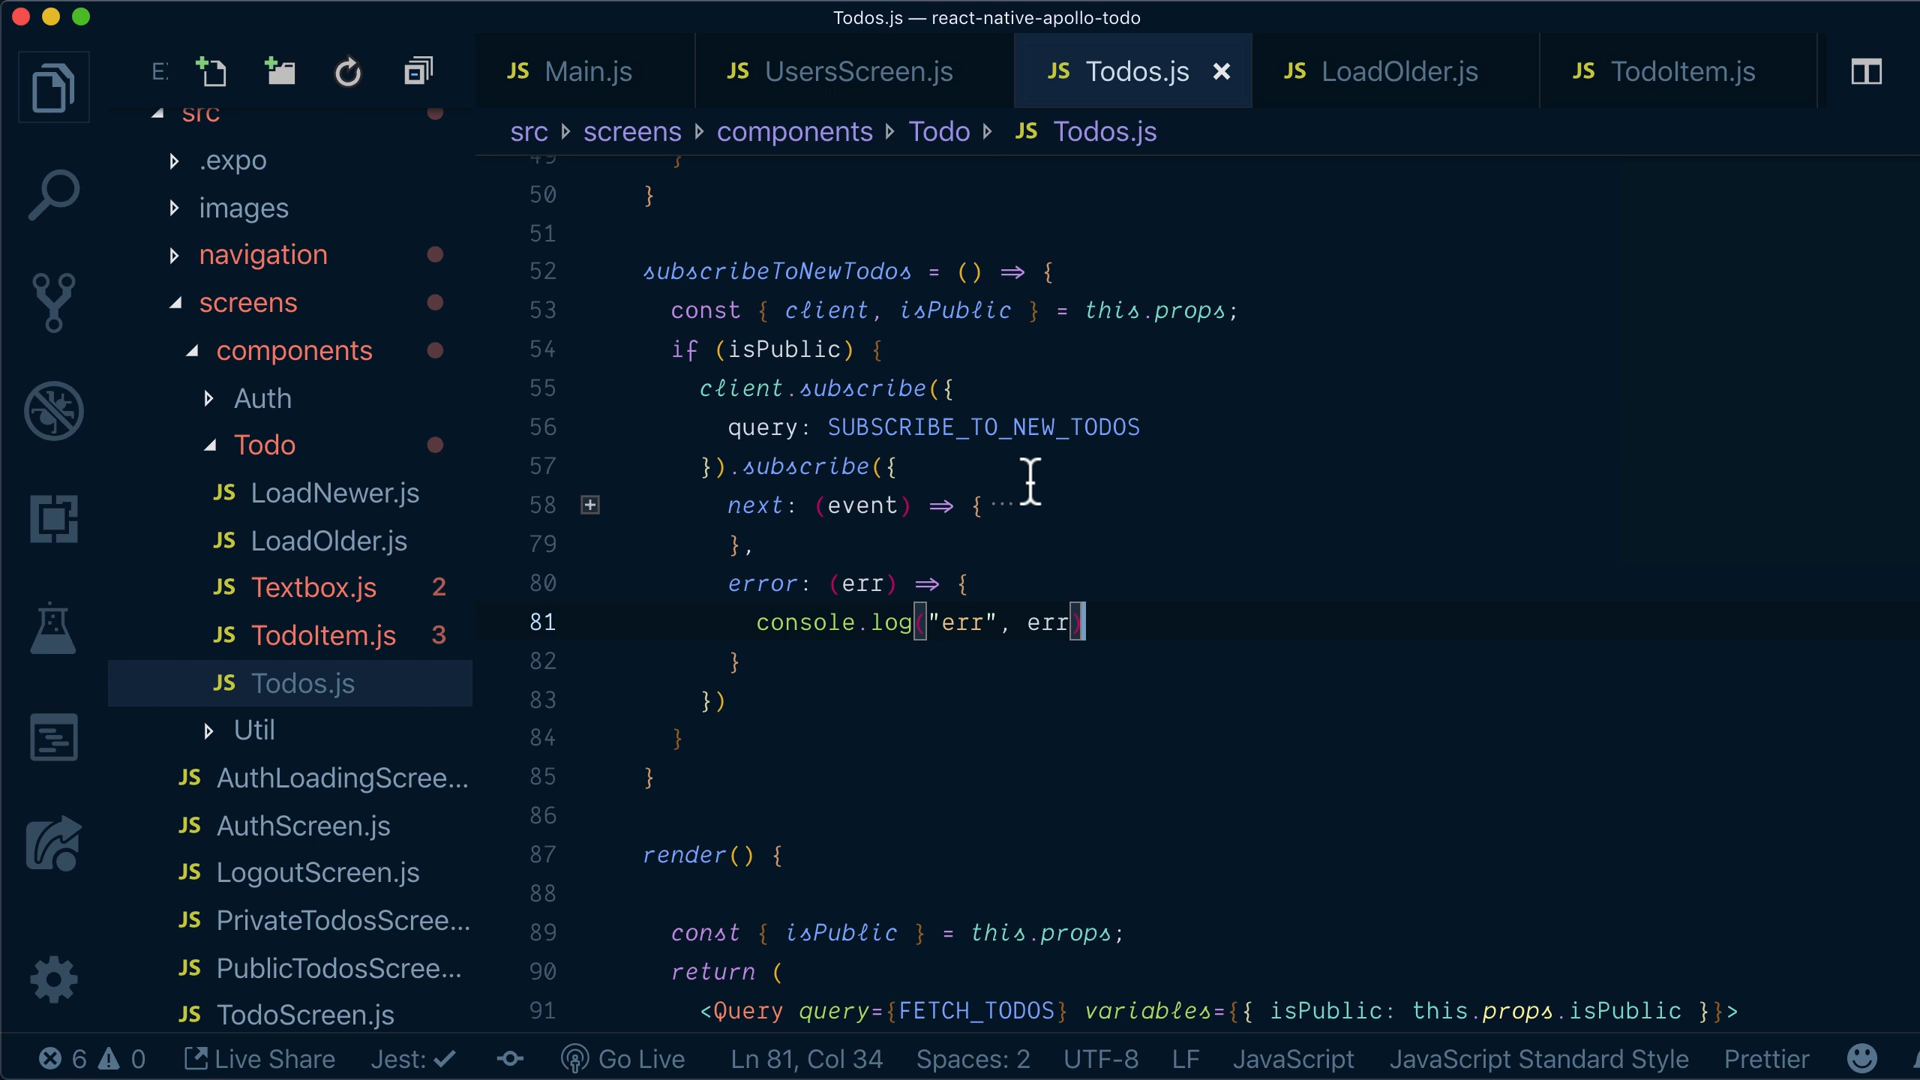 Todos.js — react-native-apollo-todo
E:
JS Main.js
JS UsersScreen.js
JS Todos.js
JS LoadOlder.js
JS TodoItem.js
src
.expo
images
navigation
screens
components
Auth
Todo
JS LoadNewer.js
JS LoadOlder.js
JS Textbox.js 2
JS TodoItem.js 3
JS Todos.js
Util
JS AuthLoadingScree...
JS AuthScreen.js
JS LogoutScreen.js
JS PrivateTodosScree...
JS PublicTodosScree...
JS TodoScreen.js
src screens components Todo JS Todos.js
49 }
50 }
51
52 subscribeToNewTodos = () => {
53 const { client, isPublic } = this.props;
54 if (isPublic) {
55 client.subscribe({
56 query: SUBSCRIBE_TO_NEW_TODOS
57 }).subscribe({
58 next: (event) => { ...
79 },
80 error: (err) => {
81 console.log("err", err)
82 }
83 })
84 }
85 }
86
87 render() {
88
89 const { isPublic } = this.props;
90 return (
91 <Query query={FETCH_TODOS} variables={{ isPublic: this.props.isPublic }}>
6 0 Live Share Jest: ✓ Go Live Ln 81, Col 34 Spaces: 2 UTF-8 LF JavaScript JavaScript Standard Style Prettier